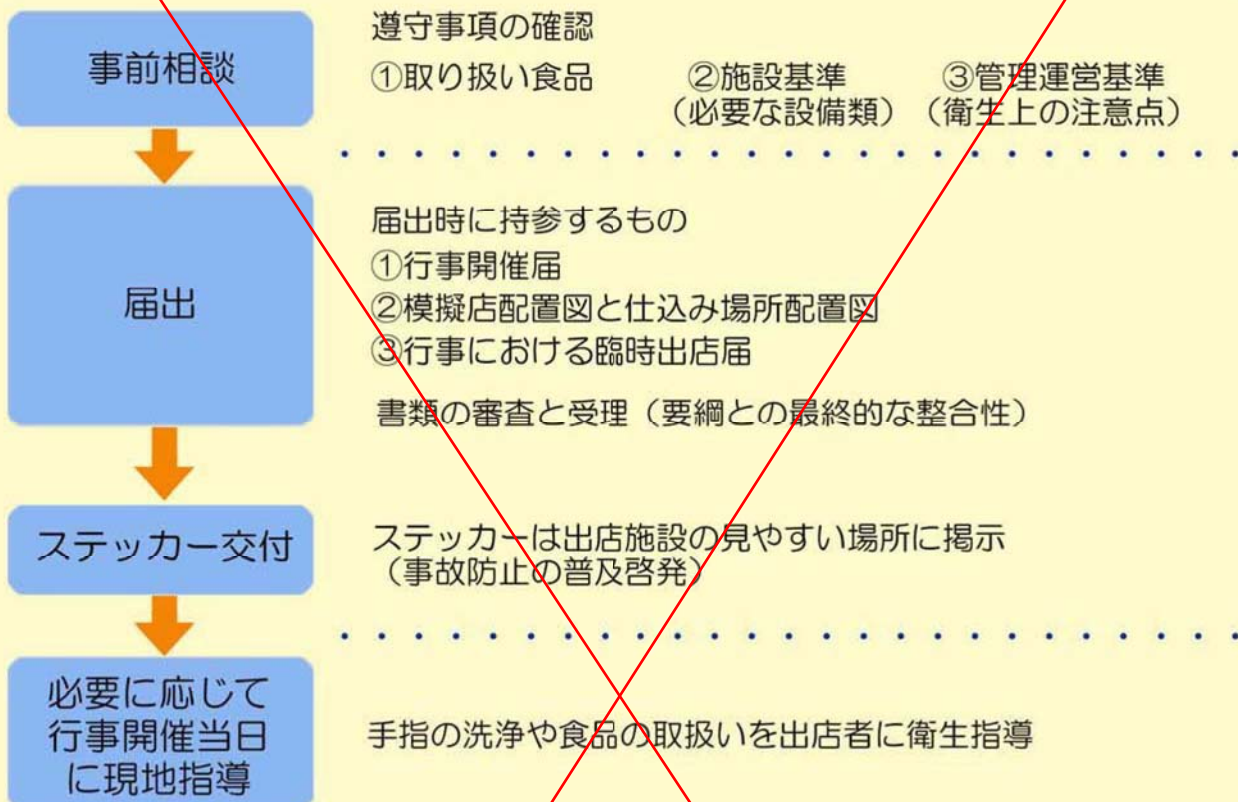 事前相談
遵守事項の確認
①取り扱い食品 ②施設基準 ③管理運営基準
（必要な設備類）（衛生上の注意点）
届出
届出時に持参するもの
①行事開催届
②模擬店配置図と仕込み場所配置図
③行事における臨時出店届
書類の審査と受理（要綱との最終的な整合性）
ステッカー交付
ステッカーは出店施設の見やすい場所に掲示
（事故防止の普及啓発）
必要に応じて
行事開催当日
に現地指導
手指の洗浄や食品の取扱いを出店者に衛生指導